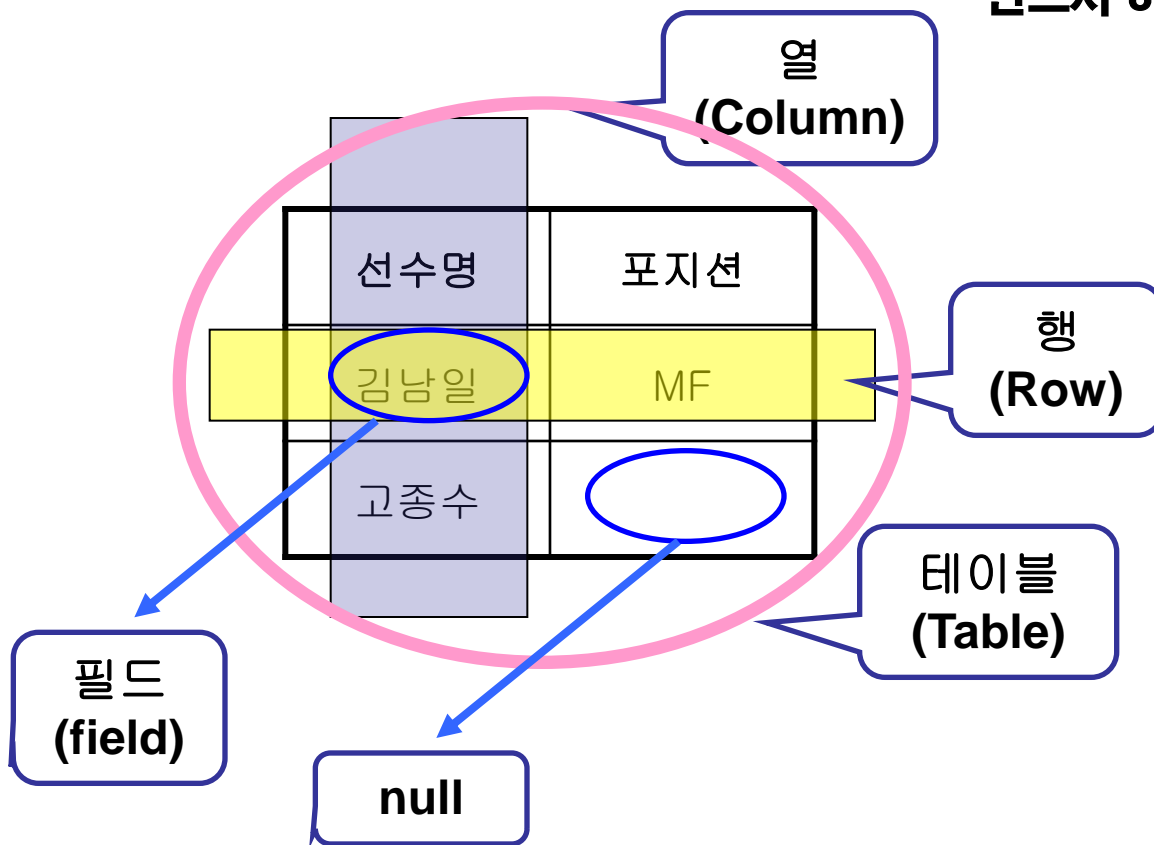 열
(Column)
선수명
포지션
행
(Row)
김남일
MF
고종수
테이블
(Table)
필드
(field)
null